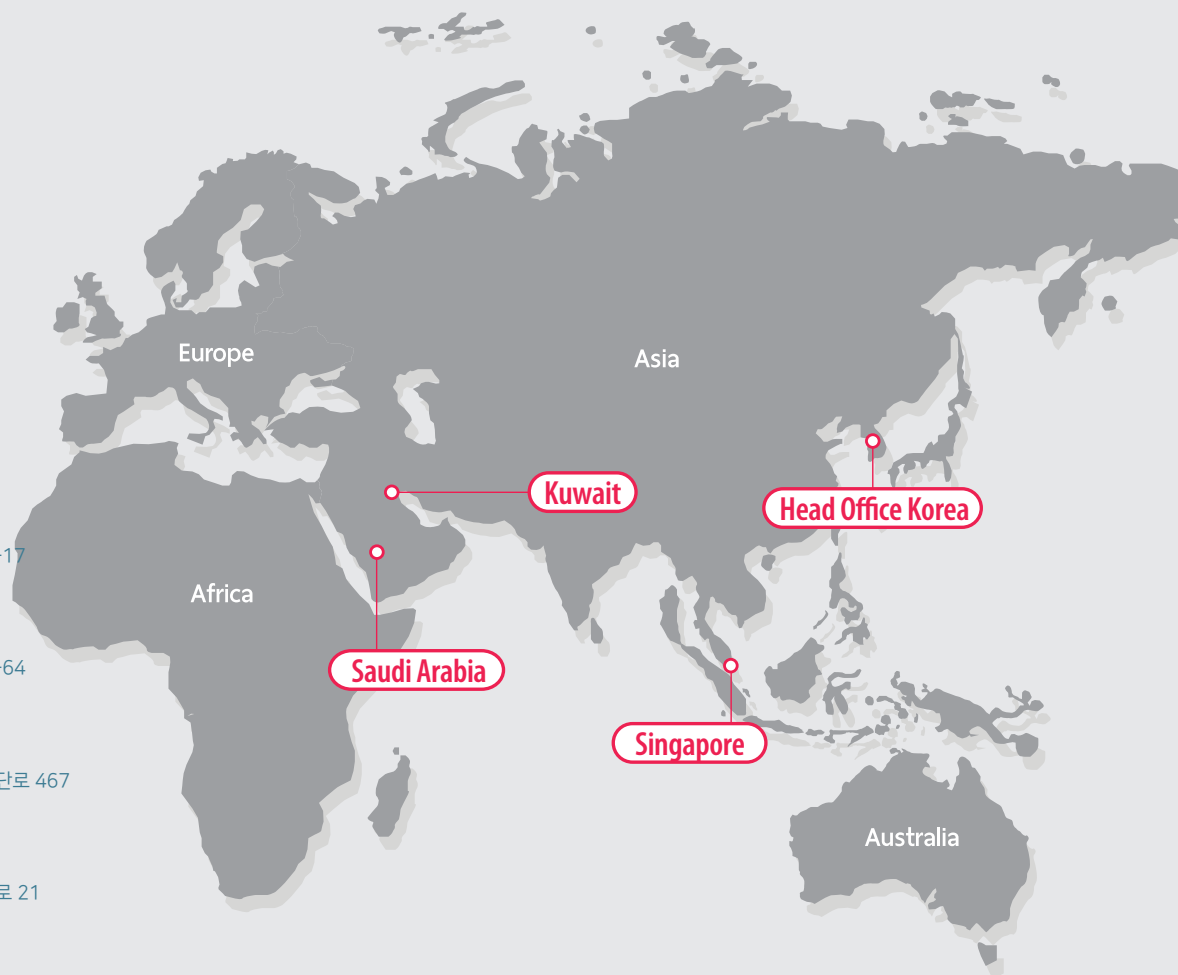 Europe
Asia
Kuwait
Head Office Korea
-17
Africa
-64
Saudi Arabia
Singapore
단로 467
Australia
로 21